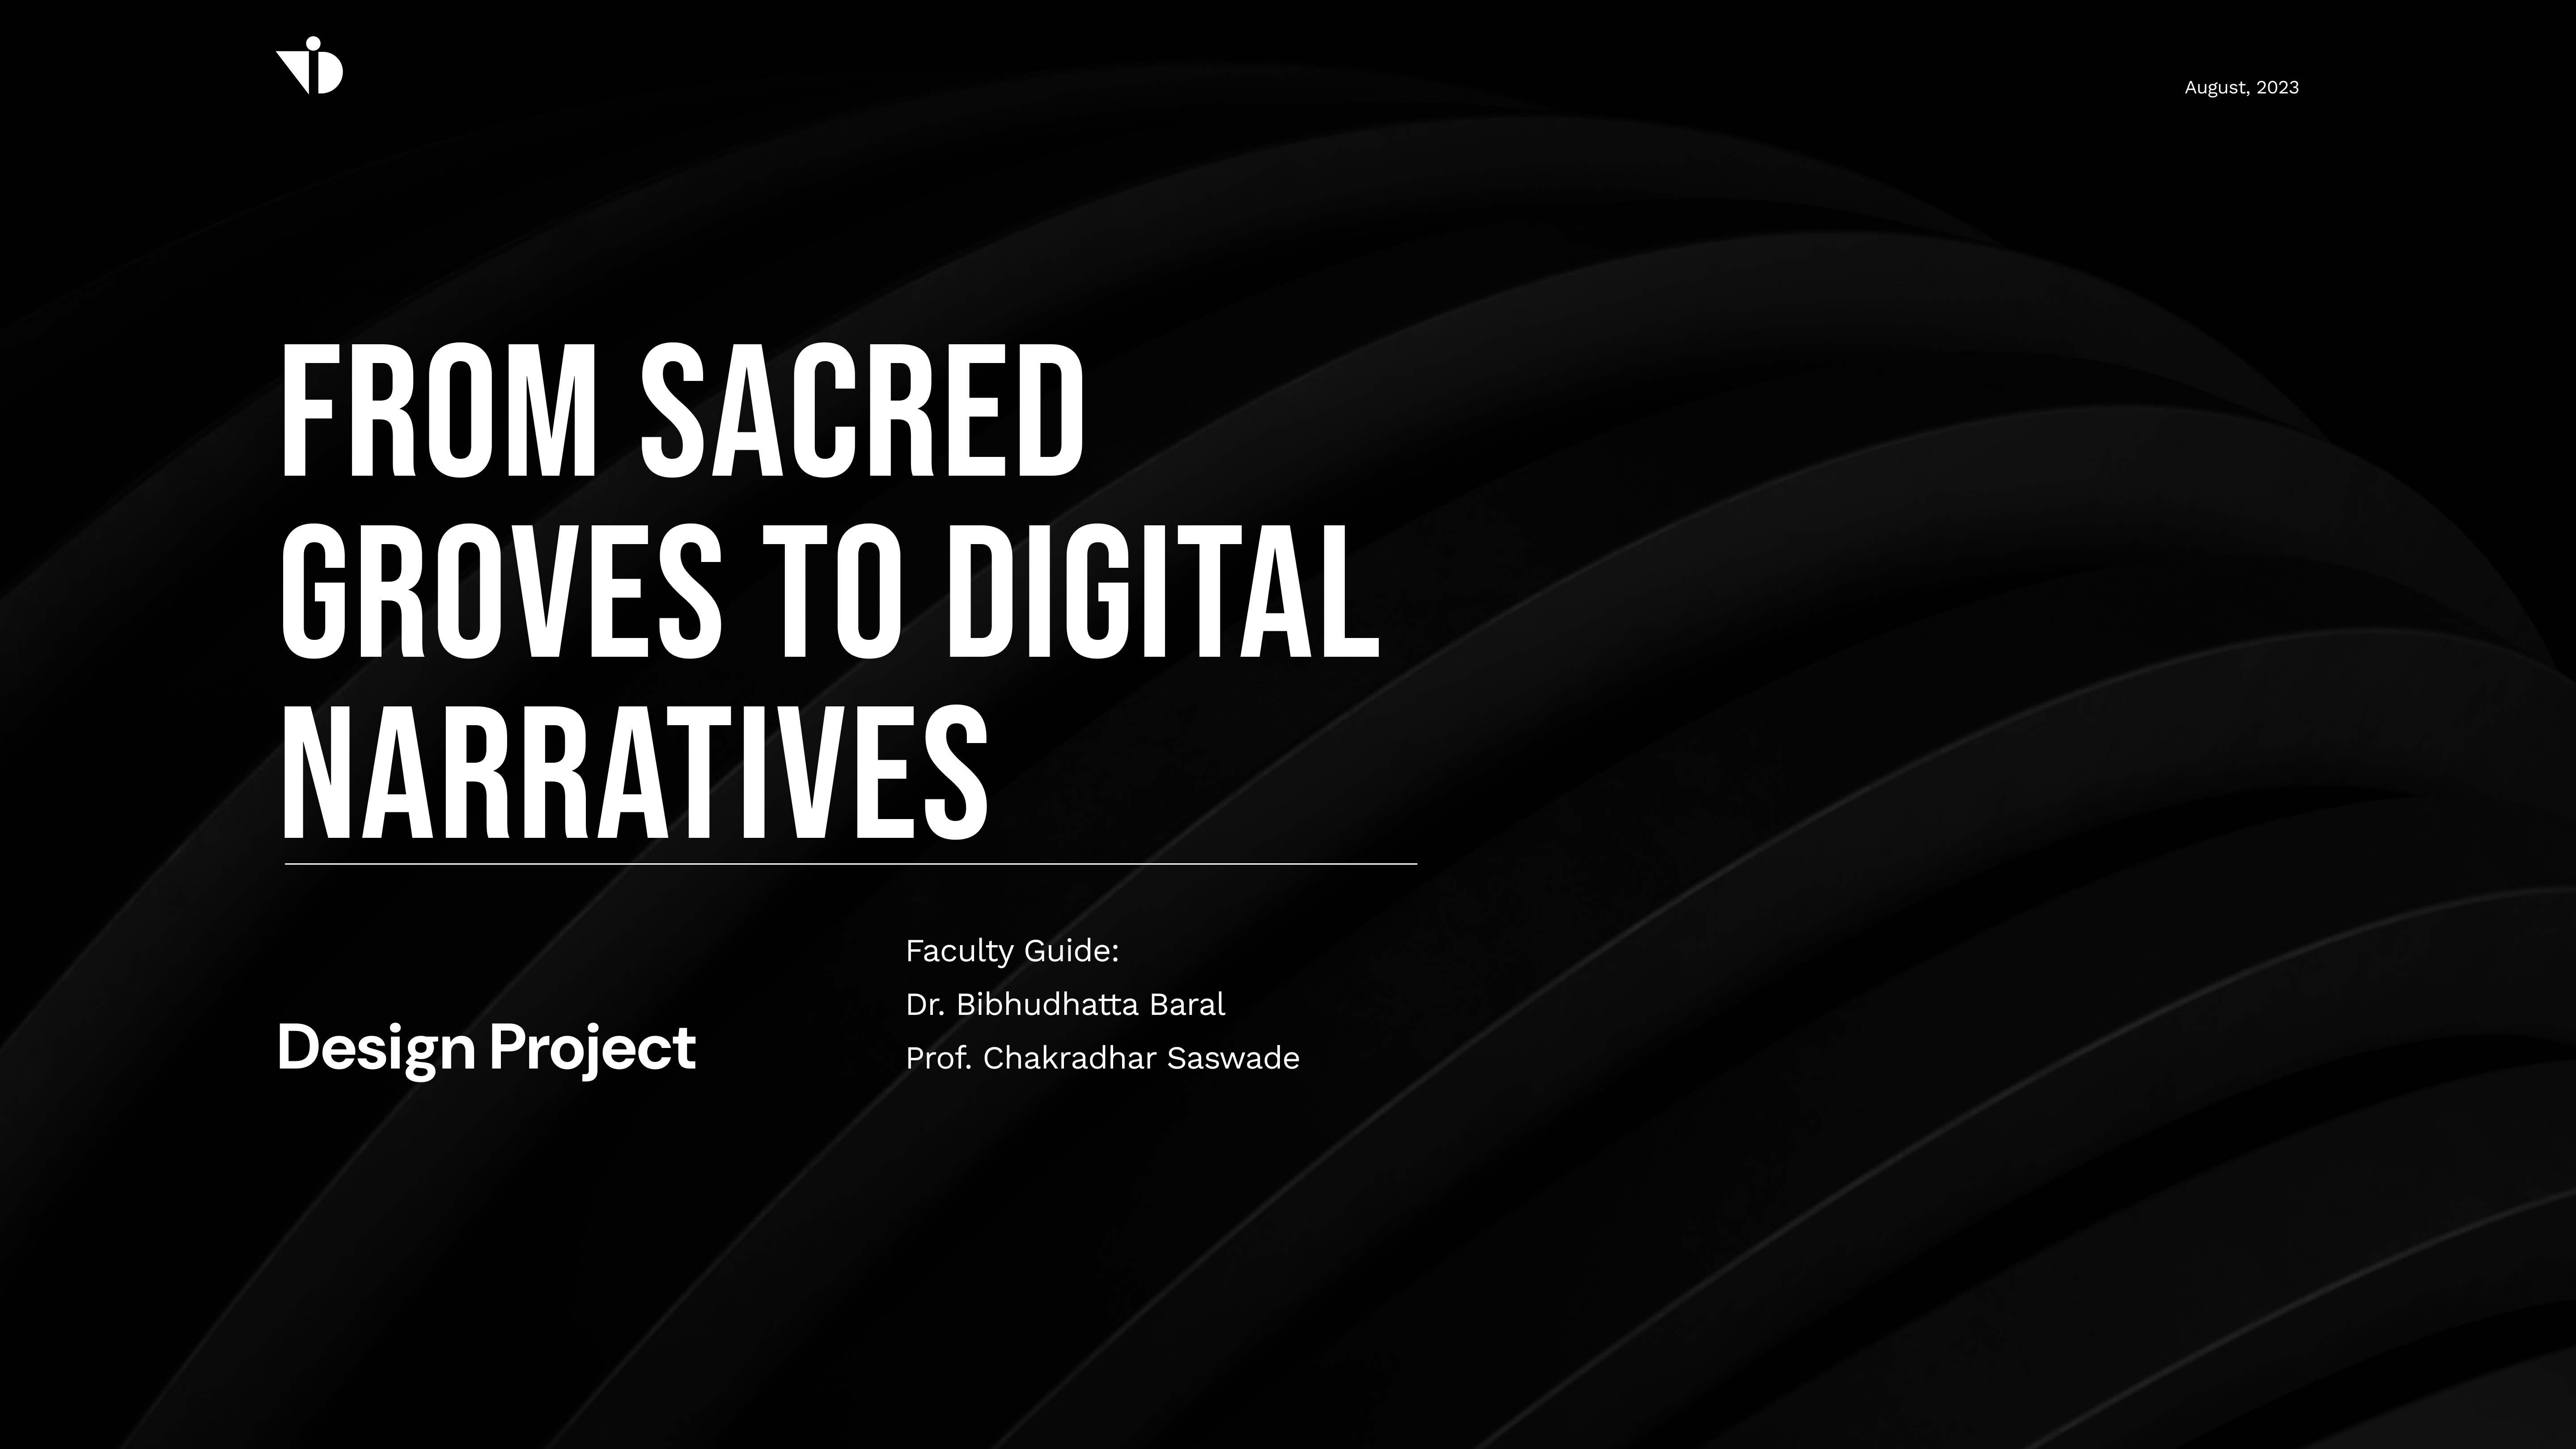 August, 2023
FROM SACRED
GROVES TO DIGITAL
NARRATIVES
Design Project
Faculty Guide:
Dr. Bibhudhatta Baral
Prof. Chakradhar Saswade